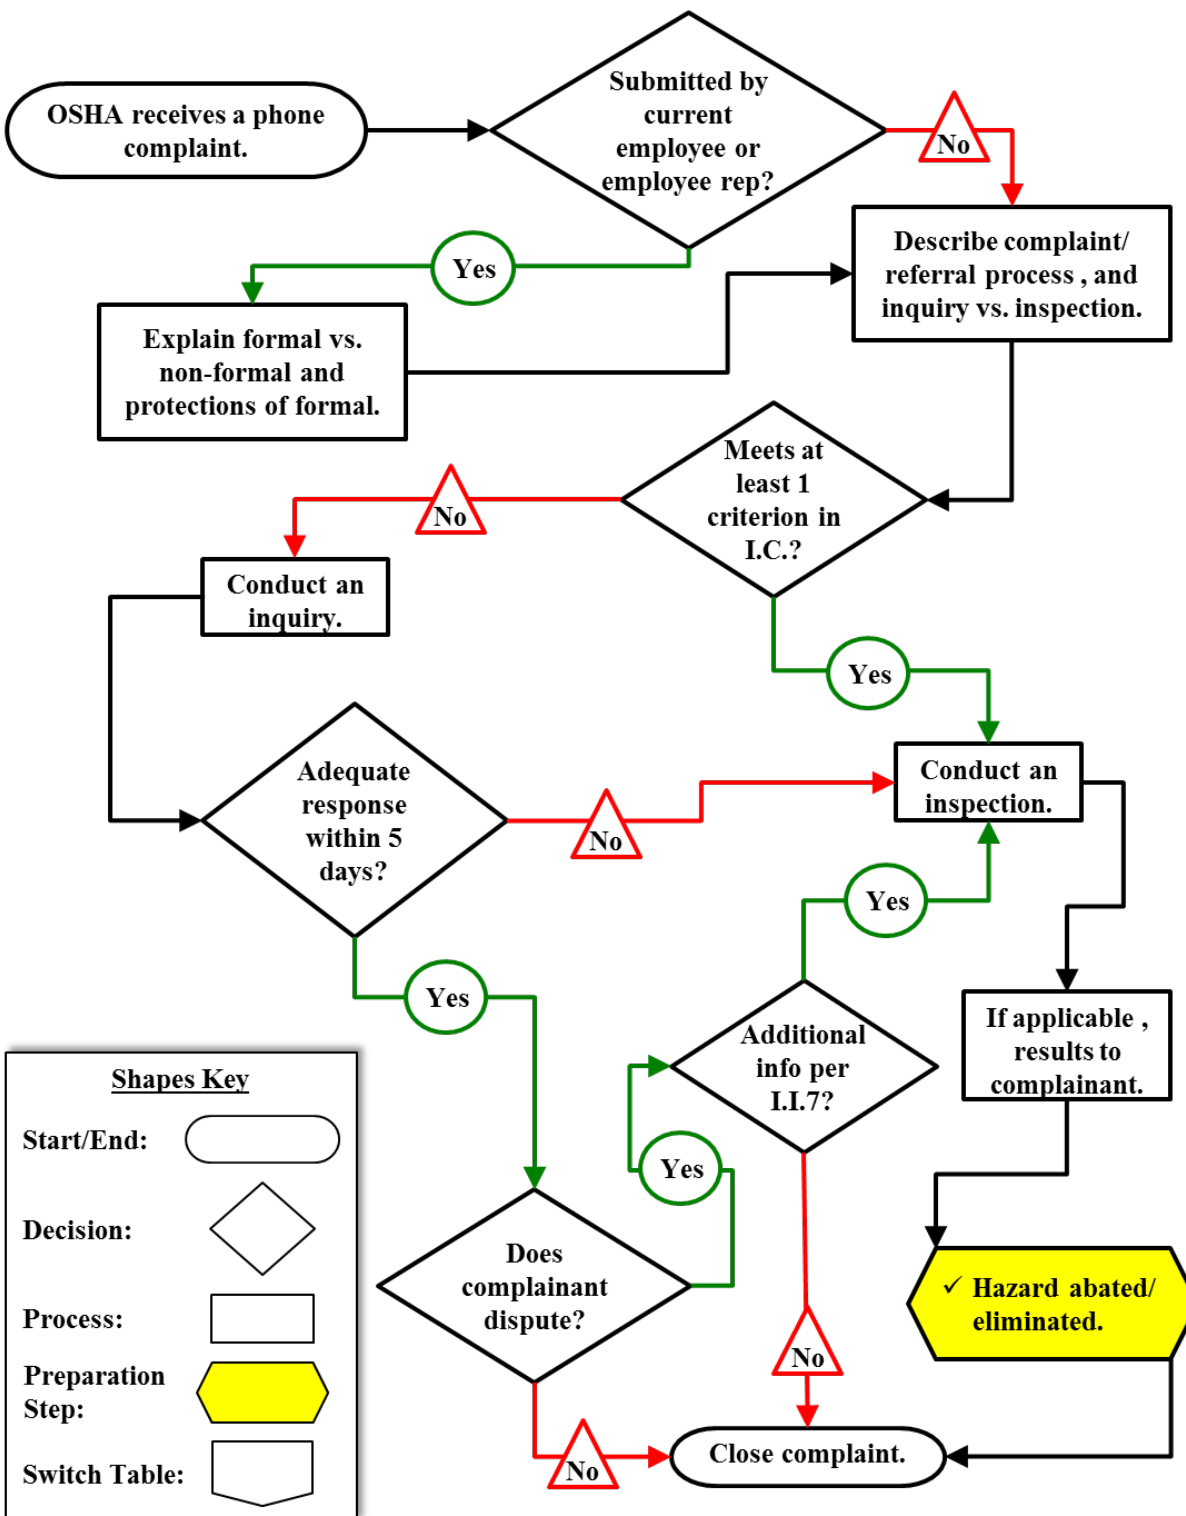 OSHA receives a phone
complaint.
Submitted by
current
employee or
employee rep?
No
Describe complaint/
referral process , and
inquiry vs. inspection.
Yes
Explain formal vs.
non-formal and
protections of formal.
Meets at
least 1
criterion in
I.C.?
No
Conduct an
inquiry.
Yes
Adequate
response
within 5
days?
No
Conduct an
inspection.
Yes
Yes
Additional
info per
I.I.7?
If applicable ,
results to
complainant.
Yes
Does
complainant
dispute?
✓ Hazard abated/
eliminated.
No
No
Close complaint.
Shapes Key
Start/End:
Decision:
Process:
Preparation
Step:
Switch Table: